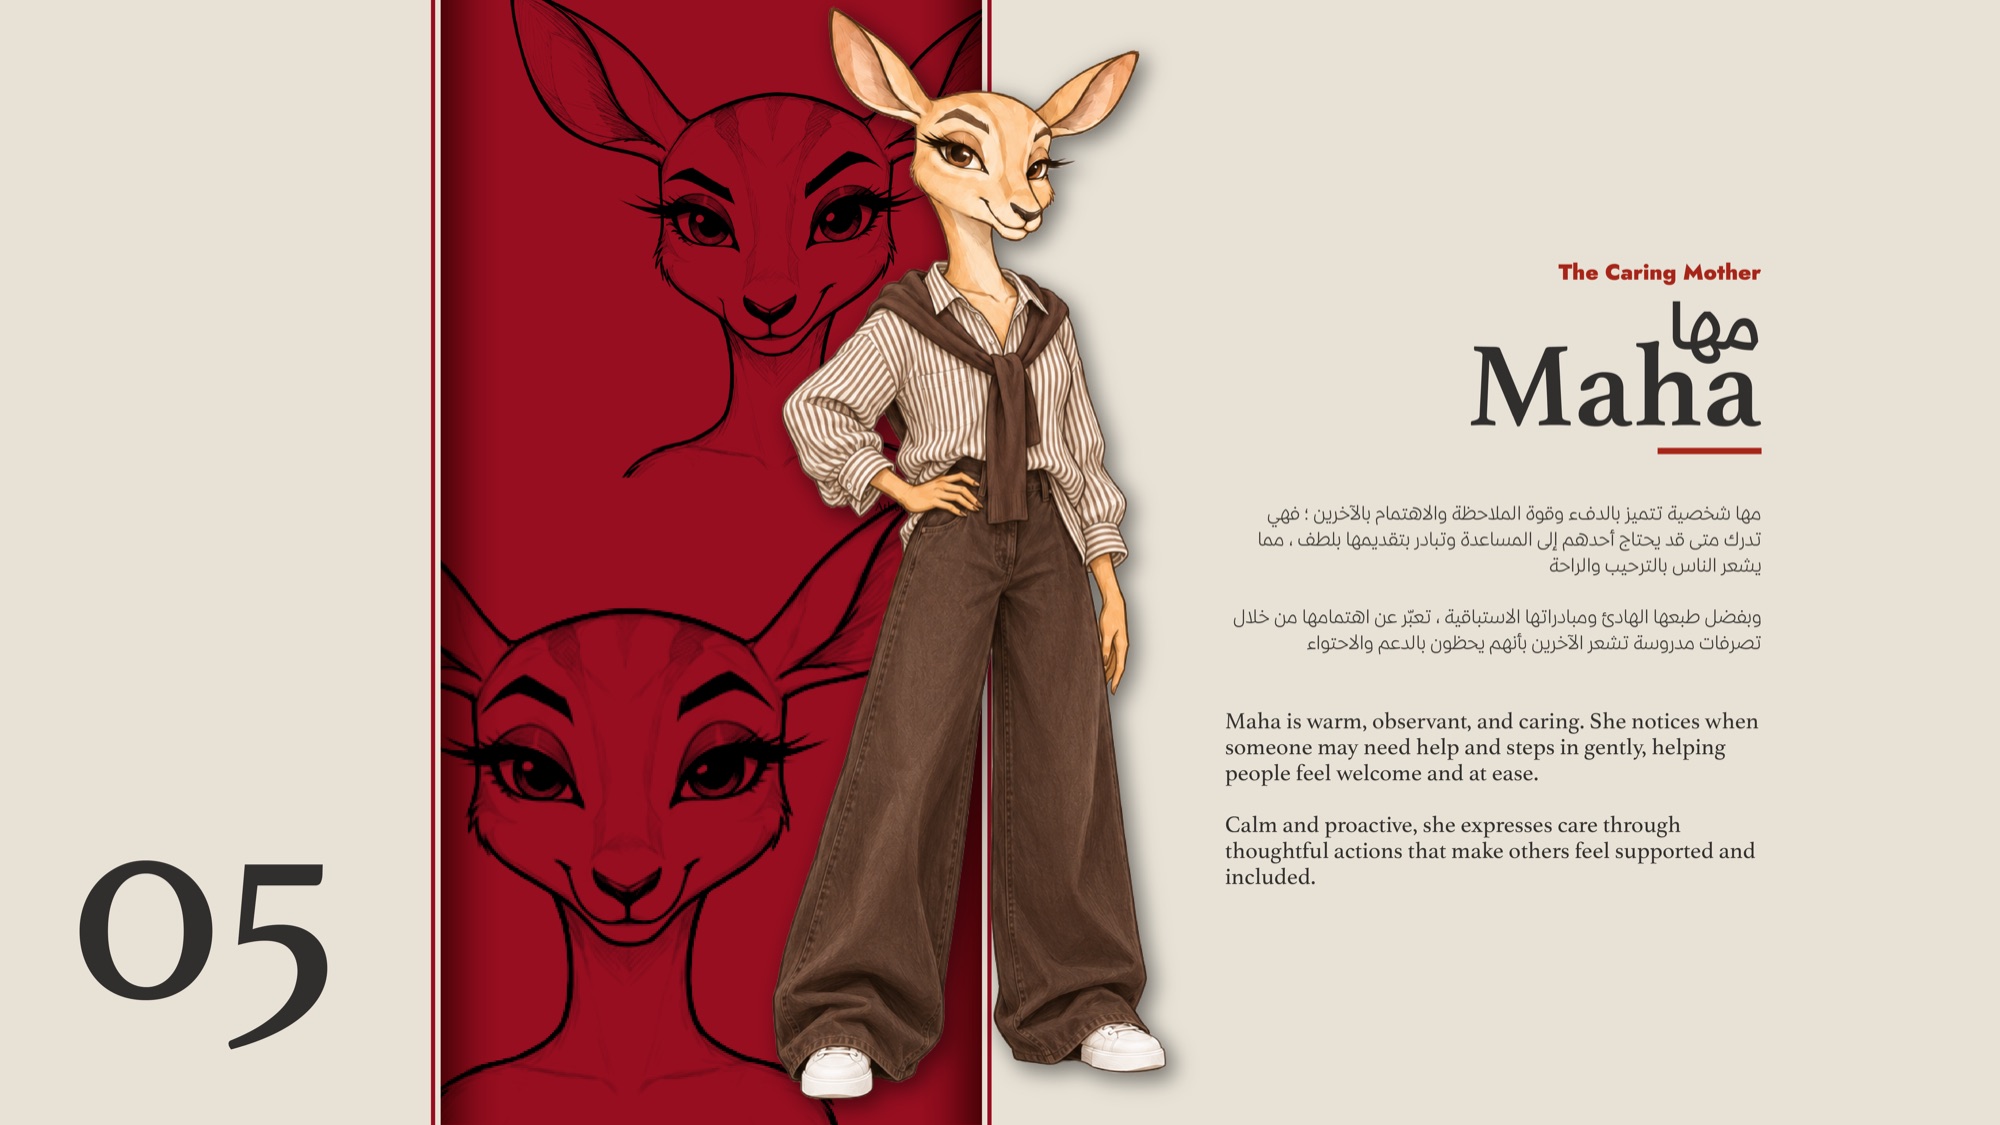 The Caring Mother
مها
Maha
مها شخصية تتميز بالدفء وقوة الملاحظة والاهتمام بالآخرين ؛ فهي
تدرك متى قد يحتاج أحدهم إلى المساعدة وتبادر بتقديمها بلطف ، مما
يشعر الناس بالترحيب والراحة
وبفضل طبعها الهادئ ومبادراتها الاستباقية ، تعبّر عن اهتمامها من خلال
تصرفات مدروسة تشعر الآخرين بأنهم يحظون بالدعم والاحتواء
Maha is warm, observant, and caring. She notices when
someone may need help and steps in gently, helping
people feel welcome and at ease.
Calm and proactive, she expresses care through
thoughtful actions that make others feel supported and
included.
05